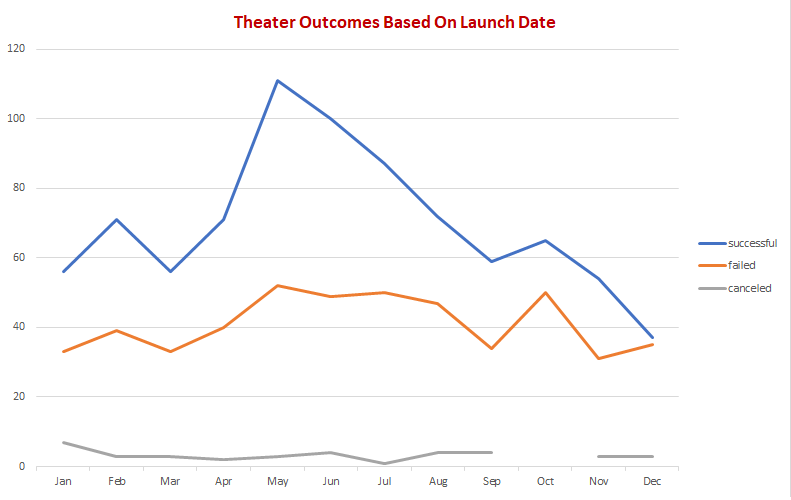 Theater Outcomes Based On Launch Date
120
100
80
60
40
20
0
Jan Feb Mar Apr May Jun Jul Aug Sep Oct Nov Dec
successful
failed
canceled